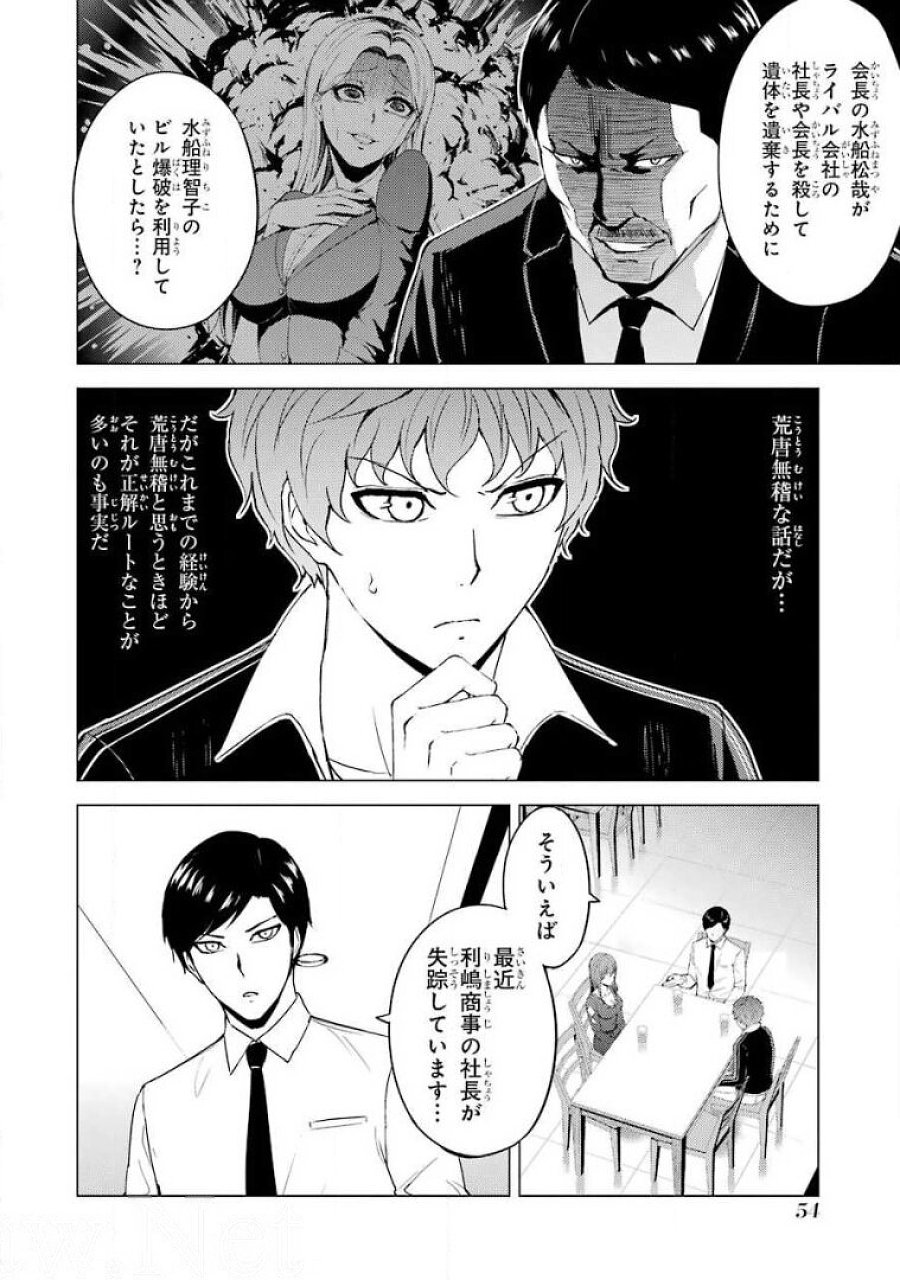 会長の水船松哉が
ライバル会社の
社長や会長を殺して
遺体を遺棄するために
水船理智子の
ビル爆破を利用して
いたとしたら…?
荒唐無稽な話だが…
だがこれまでの経験から
荒唐無稽と思うときほど
それが正解ルートなことが
多いのも事実だ
そういえば
最近
利嶋商事の社長が
失踪しています…
54
tw.Net